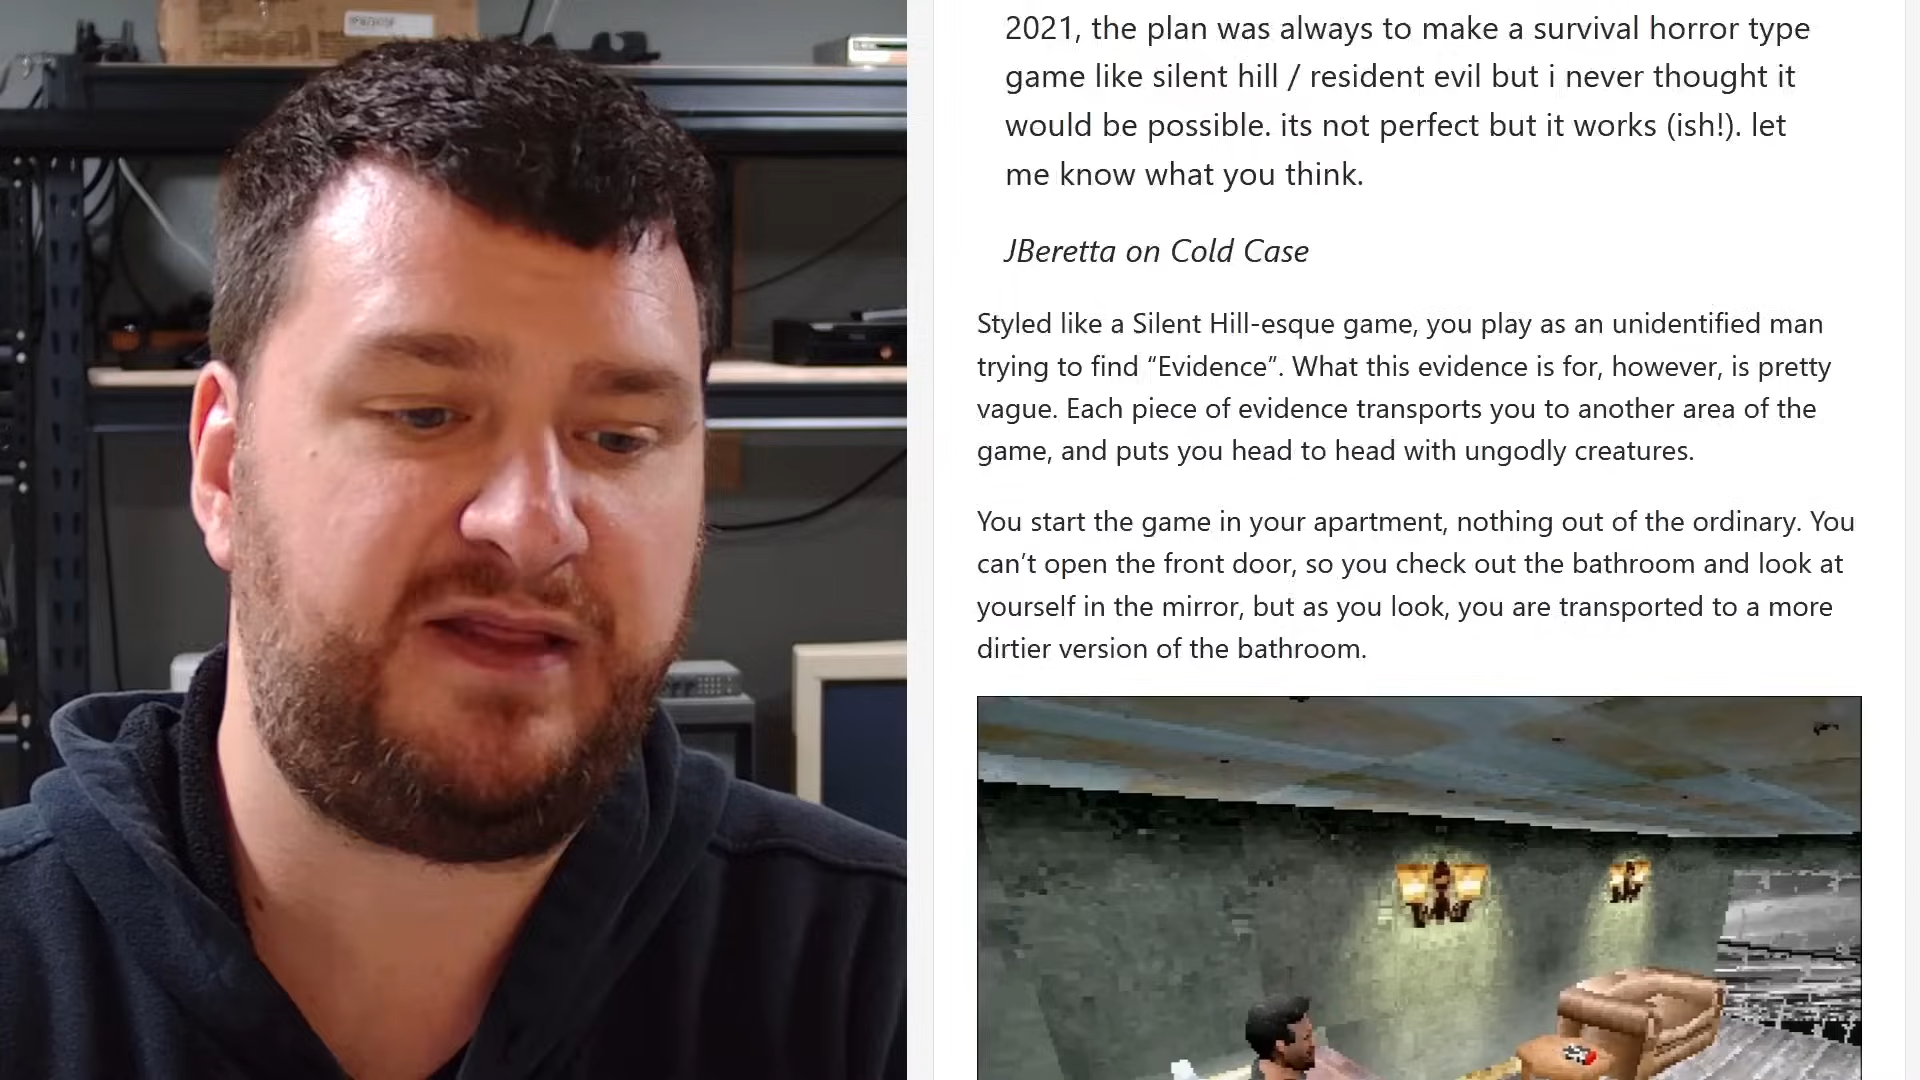 2021, the plan was always to make a survival horror type
game like silent hill / resident evil but i never thought it
would be possible. its not perfect but it works (ish!). let
me know what you think.
JBeretta on Cold Case
Styled like a Silent Hill-esque game, you play as an unidentified man
trying to find “Evidence”. What this evidence is for, however, is pretty
vague. Each piece of evidence transports you to another area of the
game, and puts you head to head with ungodly creatures.
You start the game in your apartment, nothing out of the ordinary. You
can’t open the front door, so you check out the bathroom and look at
yourself in the mirror, but as you look, you are transported to a more
dirtier version of the bathroom.